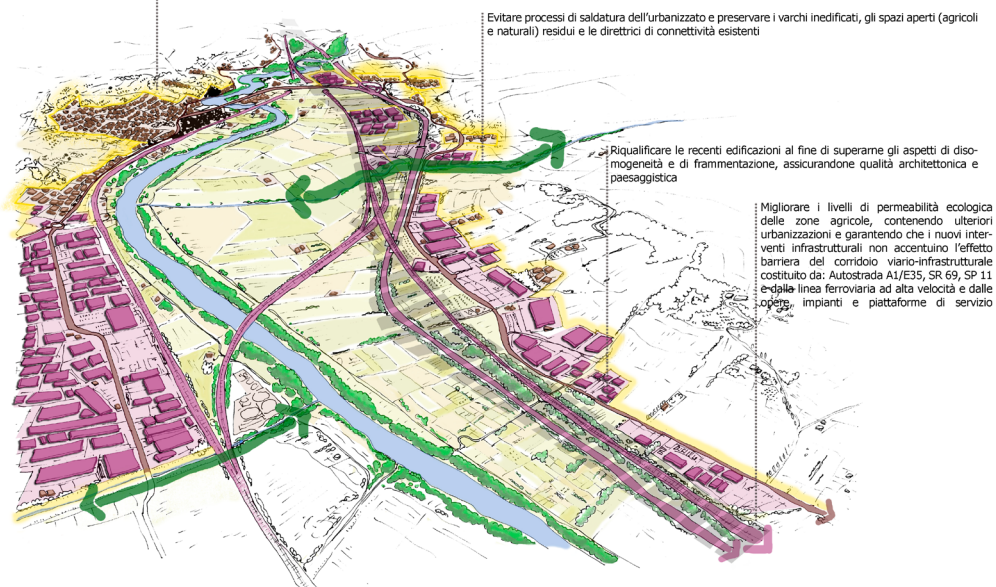 Evitare processi di saldatura dell'urbanizzato e preservare i varchi inedificati, gli spazi aperti (agricoli
e naturali) residui e le direttrici di connettività esistenti
Riqualificare le recenti edificazioni al fine di superarne gli aspetti di diso-
mogeneità e di frammentazione, assicurandone qualità architettonica e
paesaggistica
Migliorare i livelli di permeabilità ecologica
delle zone agricole, contenendo ulteriori
urbanizzazioni e garantendo che i nuovi inter-
venti infrastrutturali non accentuino l'effetto
barriera del corridoio viario-infrastrutturale
costituito da: Autostrada A1/E35, SR 69, SP 11
e dalla linea ferroviaria ad alta velocità e dalle
opere, impianti e piattaforme di servizio